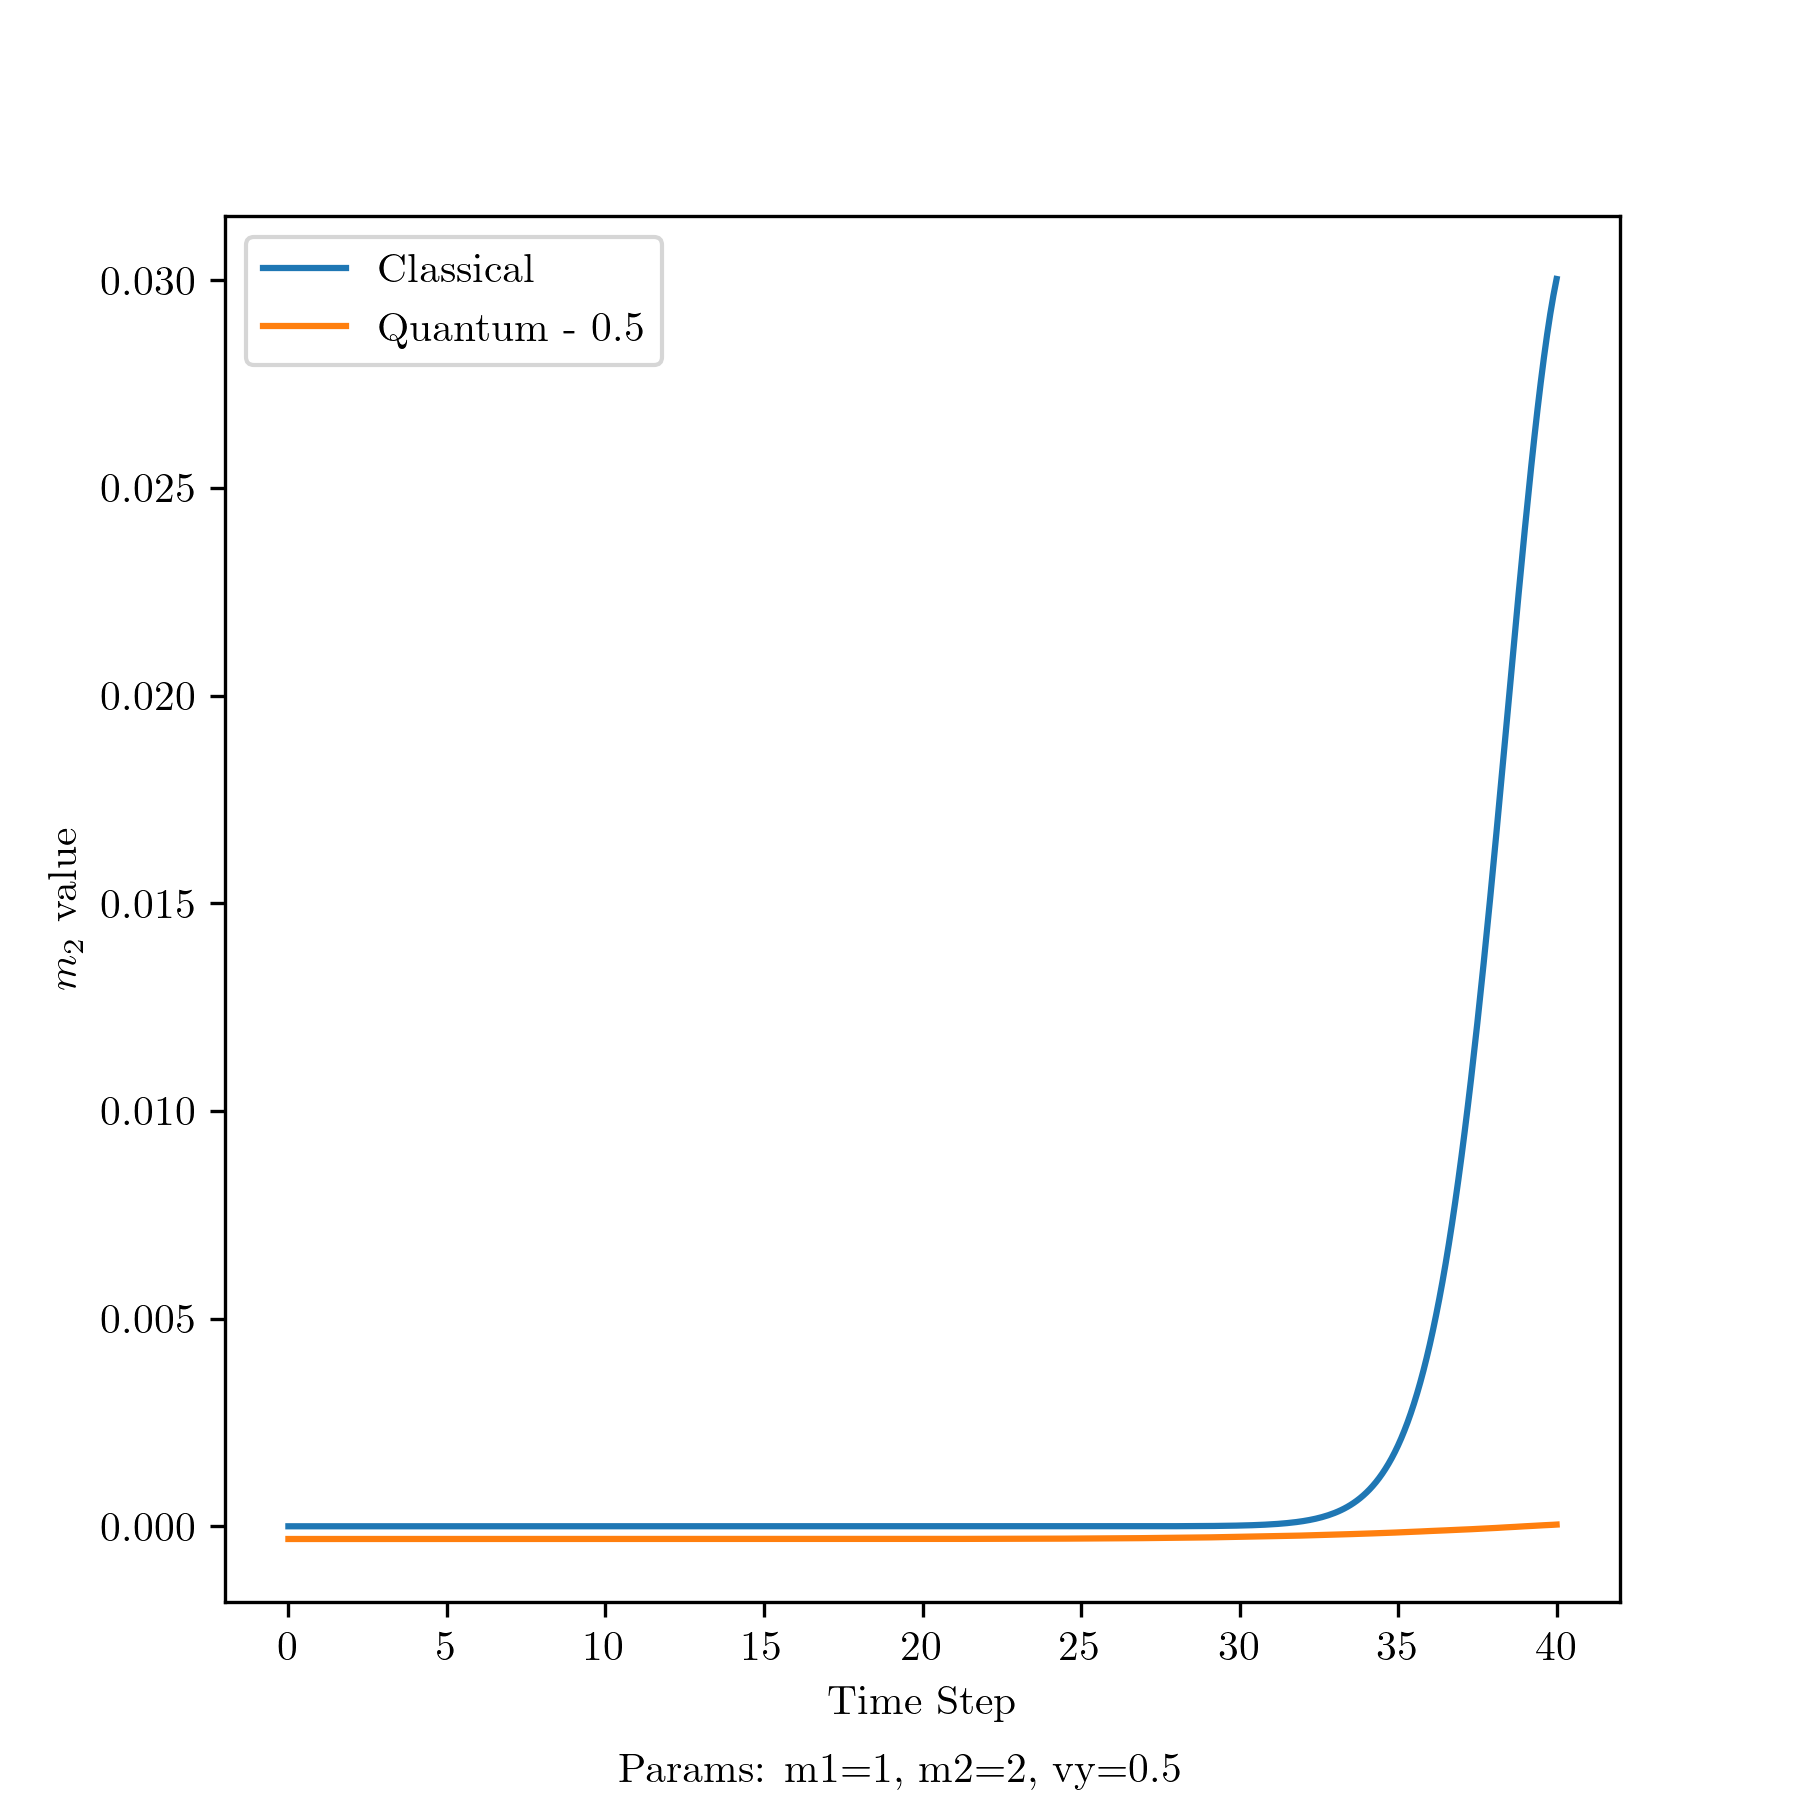 Classical
Quantum - 0.5
0.030
0.025
0.020
0.015
0.010
0.005
0.000
m₂ value
0 5 10 15 20 25 30 35 40
Time Step
Params: m1=1, m2=2, vy=0.5